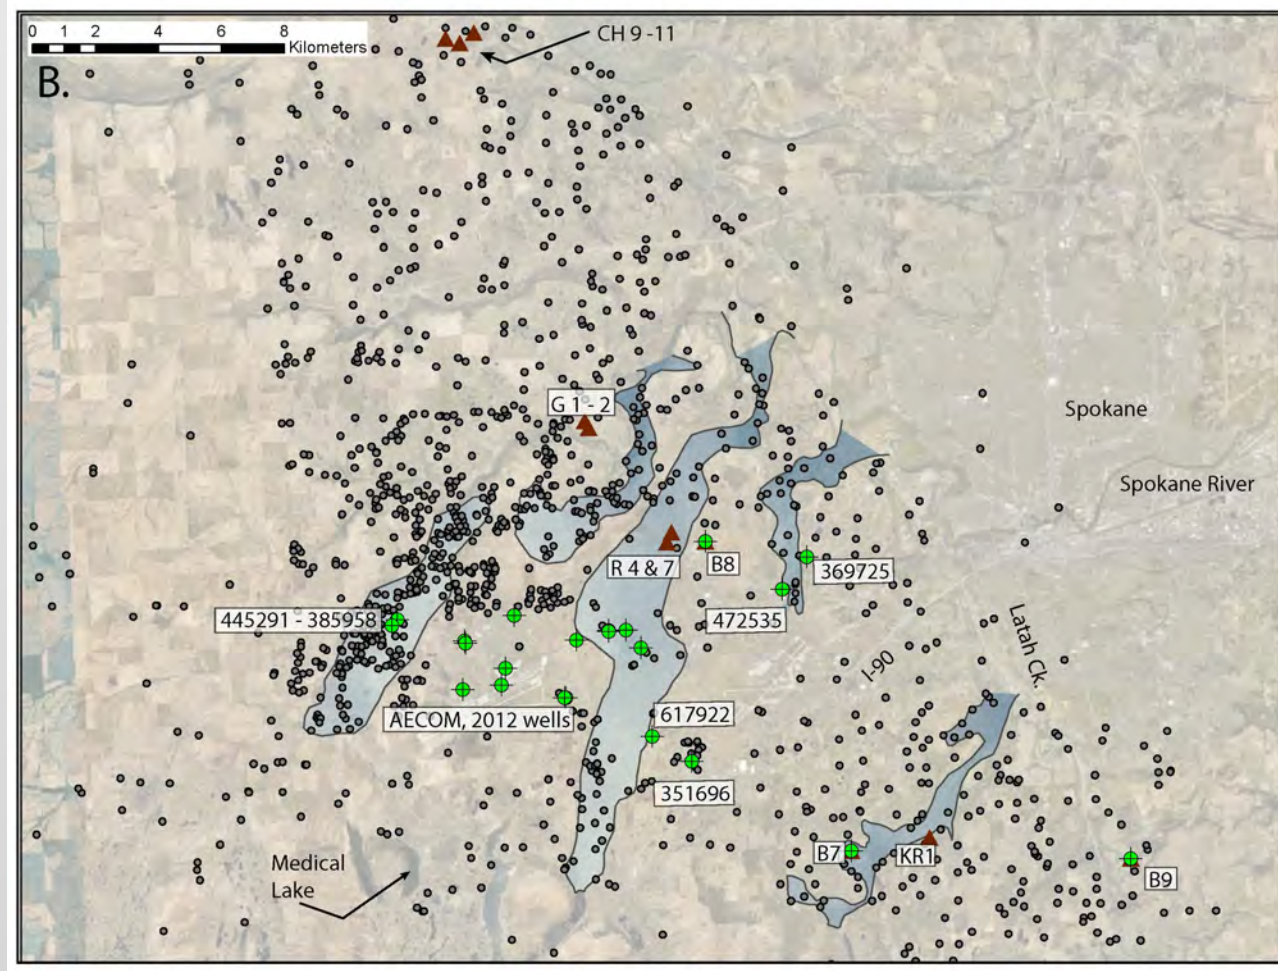 0 1 2 4 6 8
Kilometers
B.
CH 9 -11
G 1 - 2
Spokane
Spokane River
R 4 & 7
B8
369725
472535
445291 - 385958
Latah Ck.
I-90
AECOM, 2012 wells
617922
351696
Medical
Lake
B7
KR1
B9